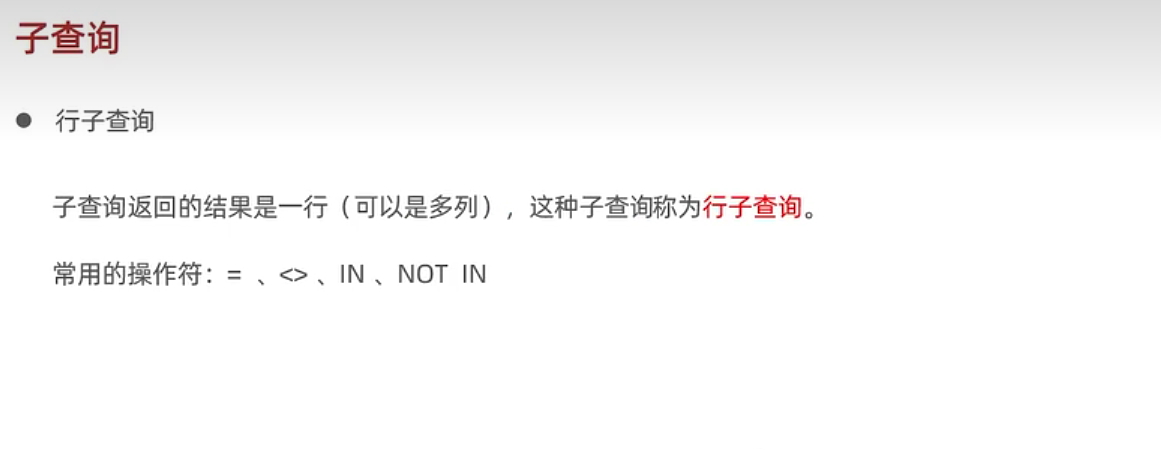 子查询
● 行子查询
子查询返回的结果是一行（可以是多列），这种子查询称为行子查询。
常用的操作符：= 、<> 、IN 、NOT IN